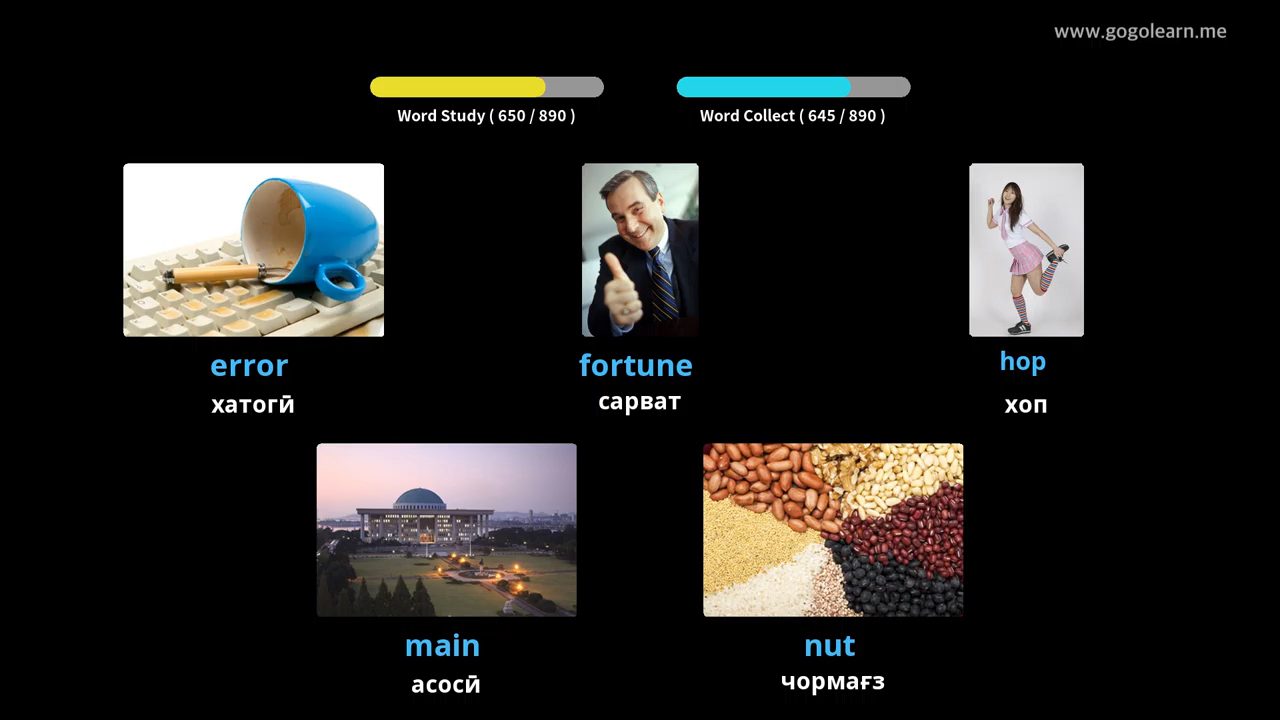 www.gogolearn.me
Word Study ( 650 / 890 )
Word Collect ( 645 / 890 )
error
хатогӣ
fortune
сарват
hop
хоп
main
асосӣ
nut
чормағз